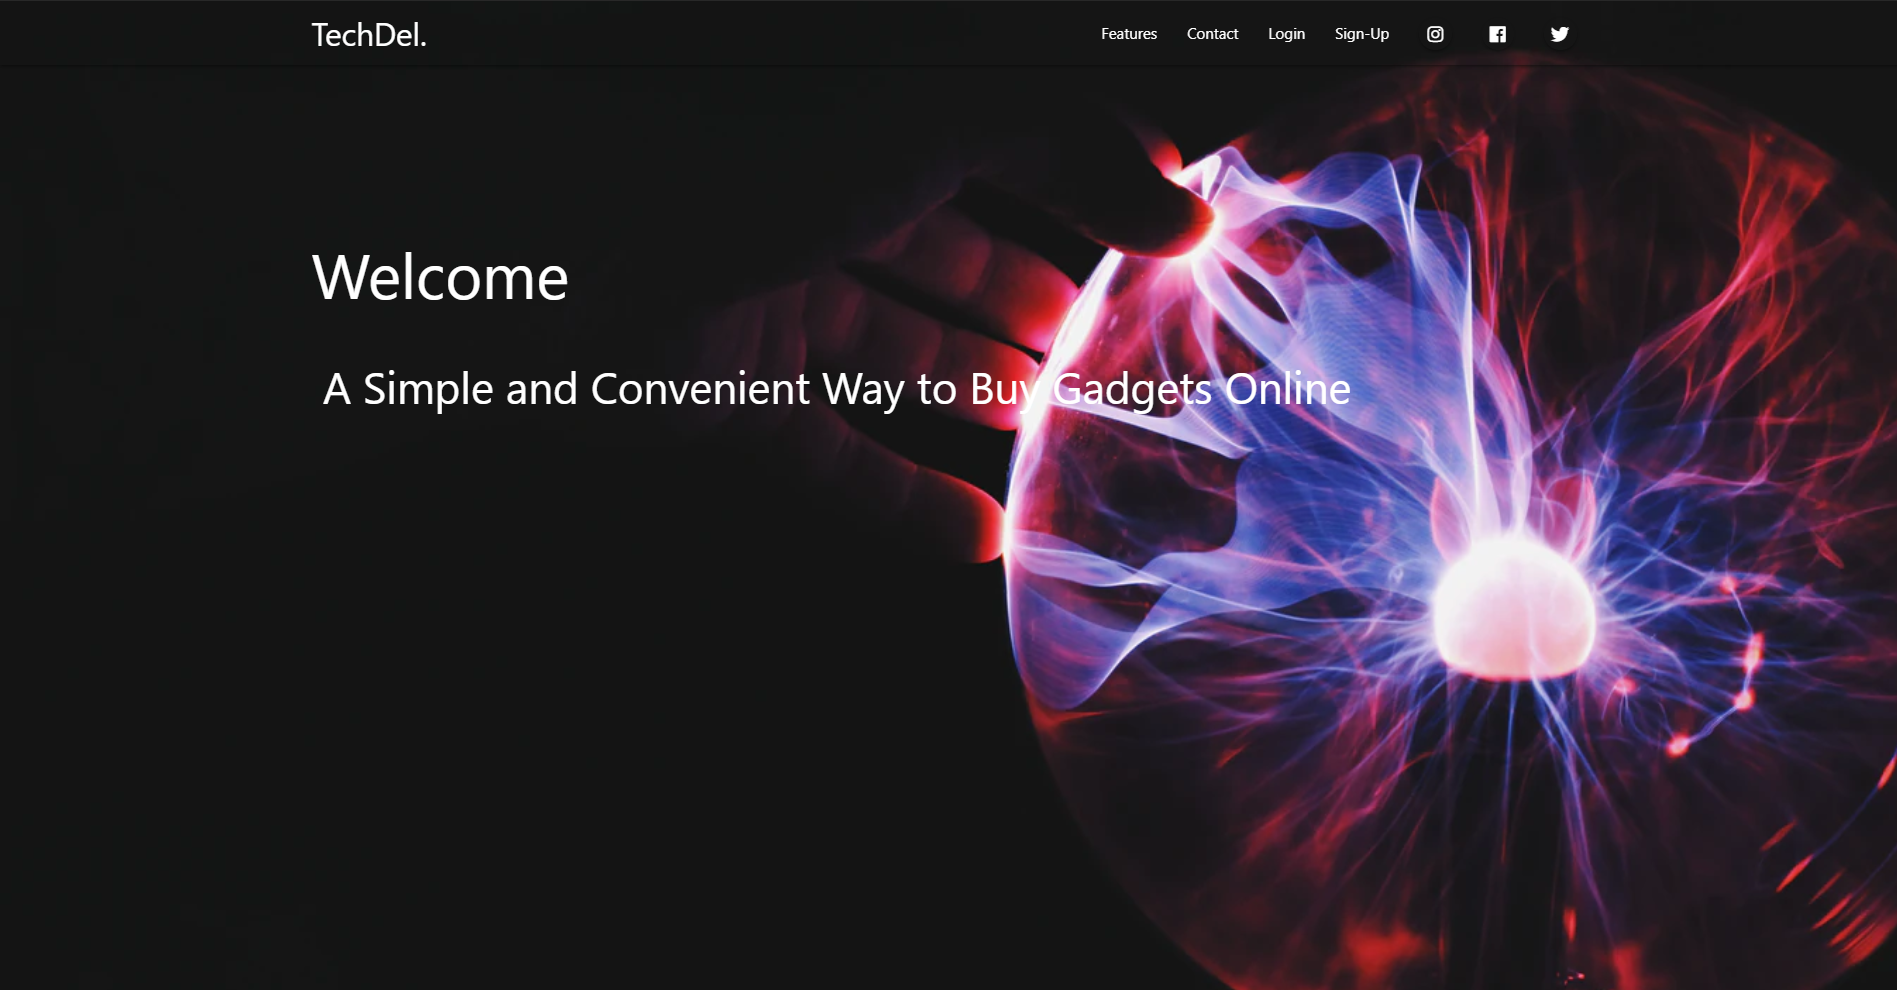 TechDel.
Features Contact Login Sign-Up
Welcome
A Simple and Convenient Way to Buy Gadgets Online